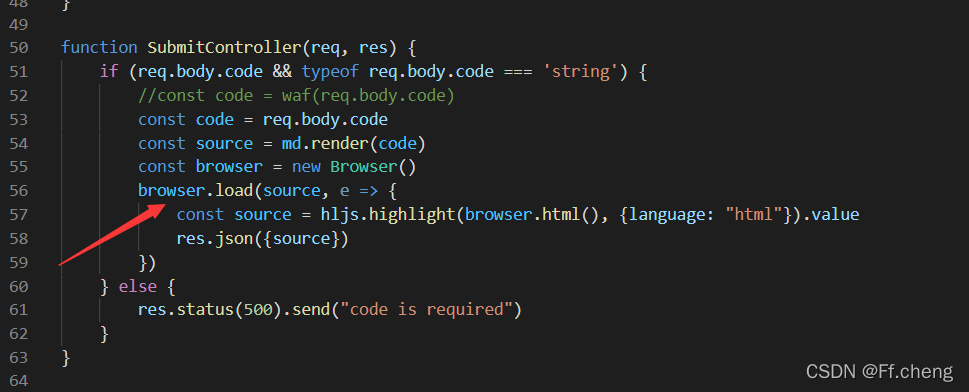 48 }
49
50 function SubmitController(req, res) {
51 if (req.body.code && typeof req.body.code === 'string') {
52 //const code = waf(req.body.code)
53 const code = req.body.code
54 const source = md.render(code)
55 const browser = new Browser()
56 browser.load(source, e => {
57 const source = hljs.highlight(browser.html(), {language: "html"}).value
58 res.json({source})
59 })
60 } else {
61 res.status(500).send("code is required")
62 }
63 }
64
CSDN @Ff.cheng